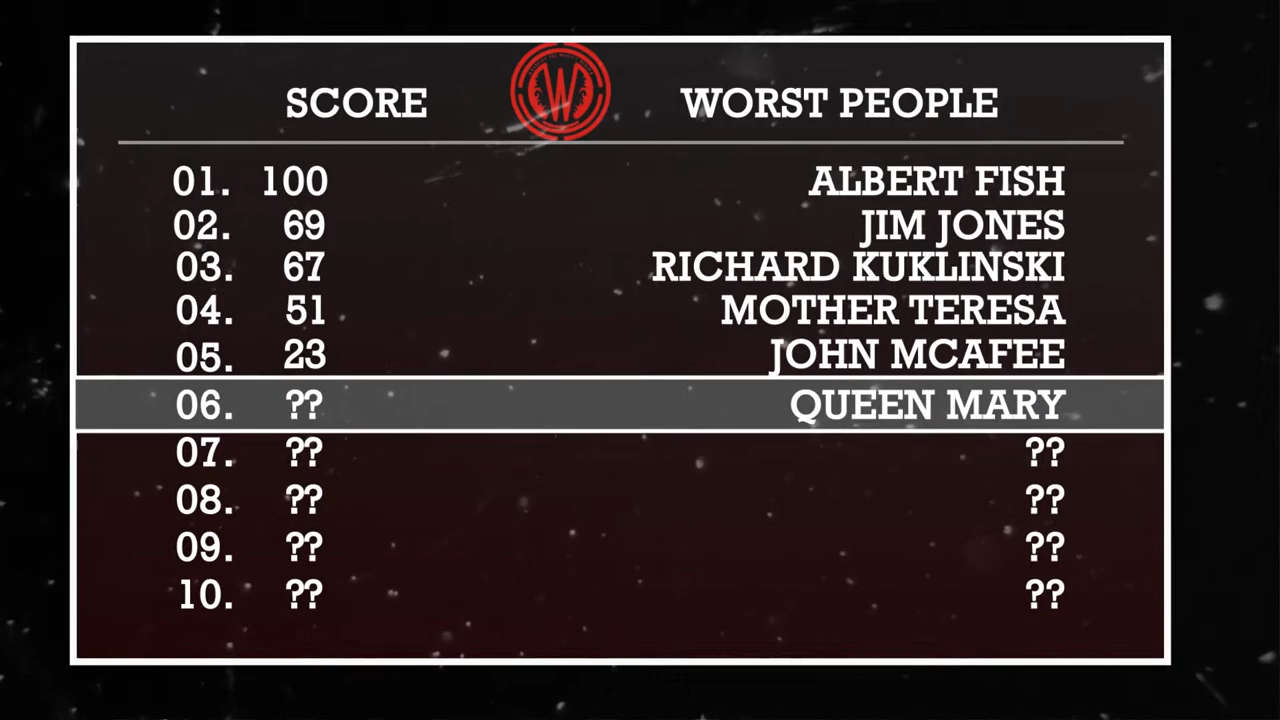 SCORE WORST PEOPLE
01. 100 ALBERT FISH
02. 69 JIM JONES
03. 67 RICHARD KUKLINSKI
04. 51 MOTHER TERESA
05. 23 JOHN MCAFEE
06. ?? QUEEN MARY
07. ?? ??
08. ?? ??
09. ?? ??
10. ?? ??